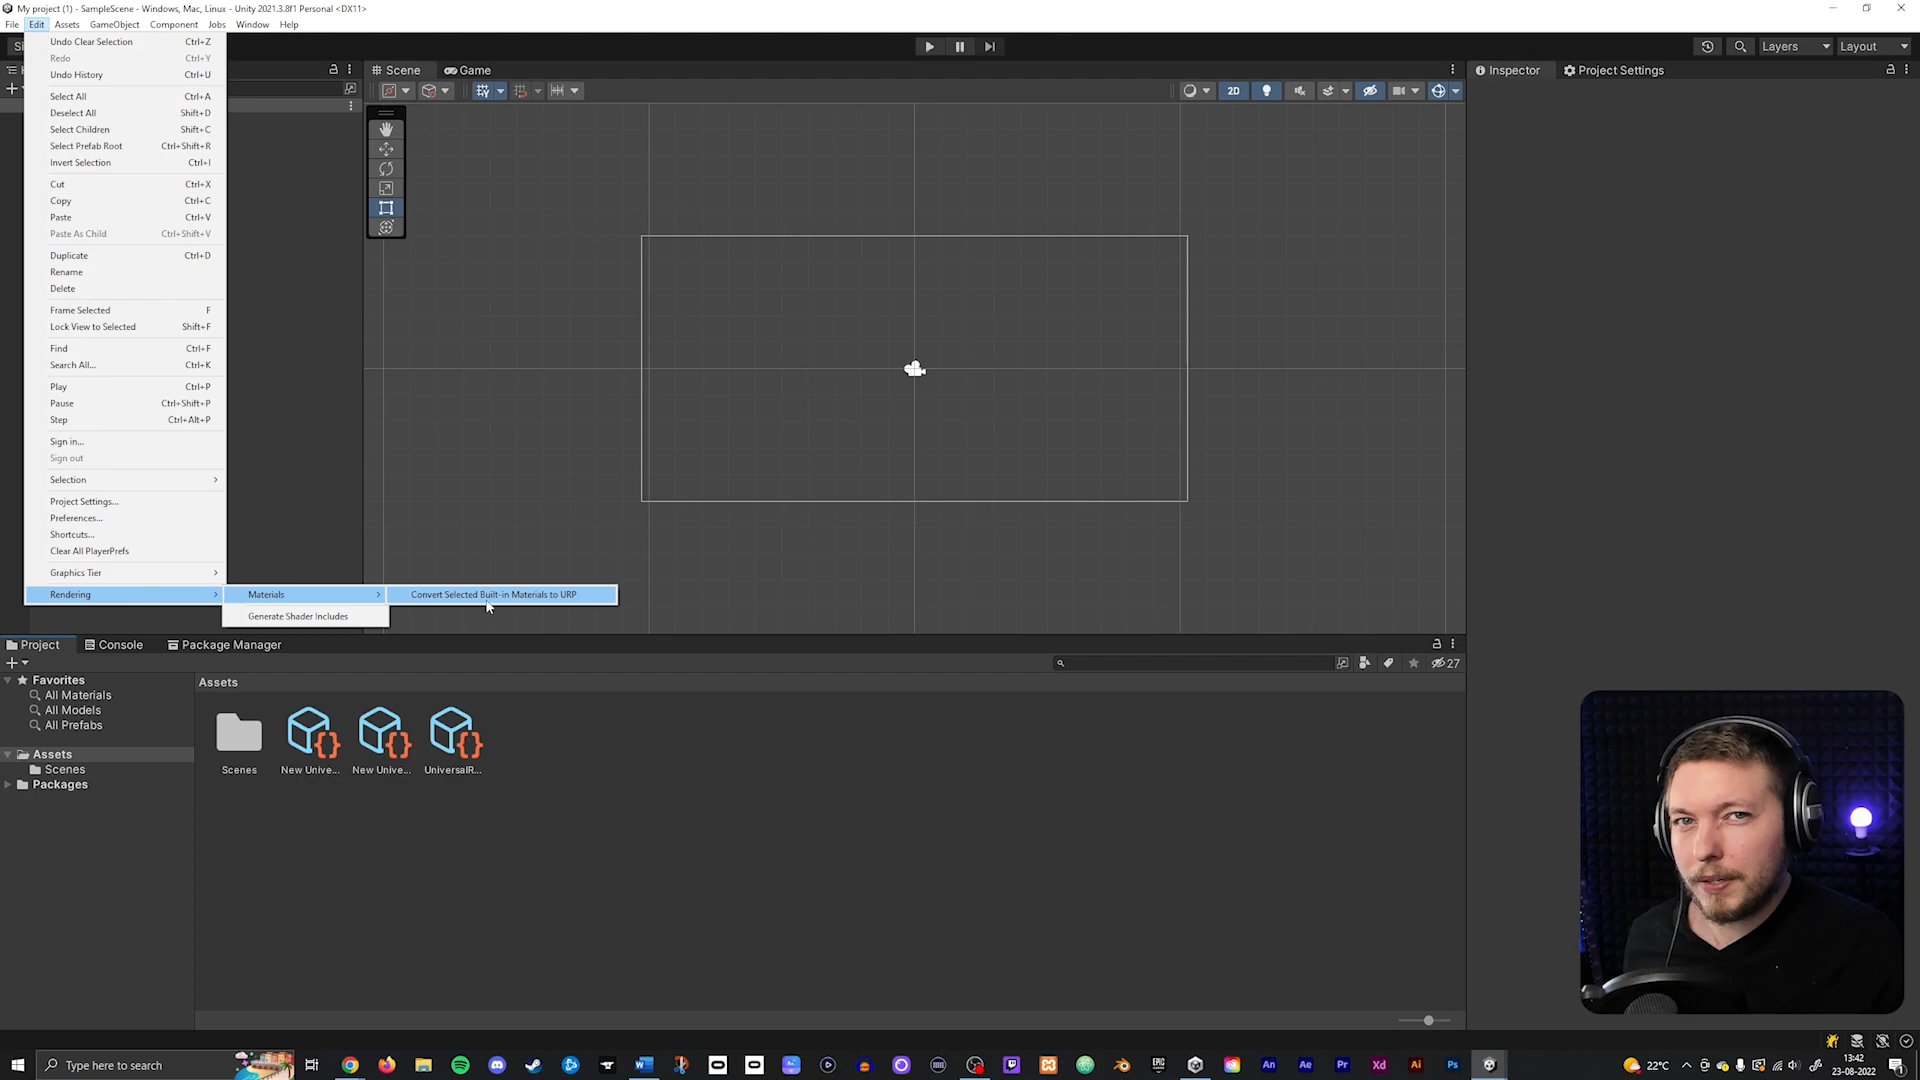 My project (1) - SampleScene - Windows, Mac, Linux - Unity 2021.3.8f1 Personal <DX11>
File Edit Assets GameObject Component Jobs Window Help
Layers Layout
Undo Clear Selection Ctrl+Z
Redo Ctrl+Y
Undo History Ctrl+U
Select All Ctrl+A
Deselect All Shift+D
Select Children Shift+C
Select Prefab Root Ctrl+Shift+R
Invert Selection Ctrl+I
Cut Ctrl+X
Copy Ctrl+C
Paste Ctrl+V
Paste As Child Ctrl+Shift+V
Duplicate Ctrl+D
Rename
Delete
Frame Selected F
Lock View to Selected Shift+F
Find Ctrl+F
Search All... Ctrl+K
Play Ctrl+P
Pause Ctrl+Shift+P
Step Ctrl+Alt+P
Sign in...
Sign out
Selection
Project Settings...
Preferences...
Shortcuts...
Clear All PlayerPrefs
Graphics Tier
Rendering
Materials
Generate Shader Includes
Convert Selected Built-in Materials to URP
Scene Game
2D
Inspector Project Settings
Project Console Package Manager
27
Favorites
All Materials
All Models
All Prefabs
Assets
Scenes
Packages
Assets
Scenes New Unive... New Unive... UniversalR...
Type here to search
An Ae Pr Xd Ai Ps
22°C
13:42
23-08-2022